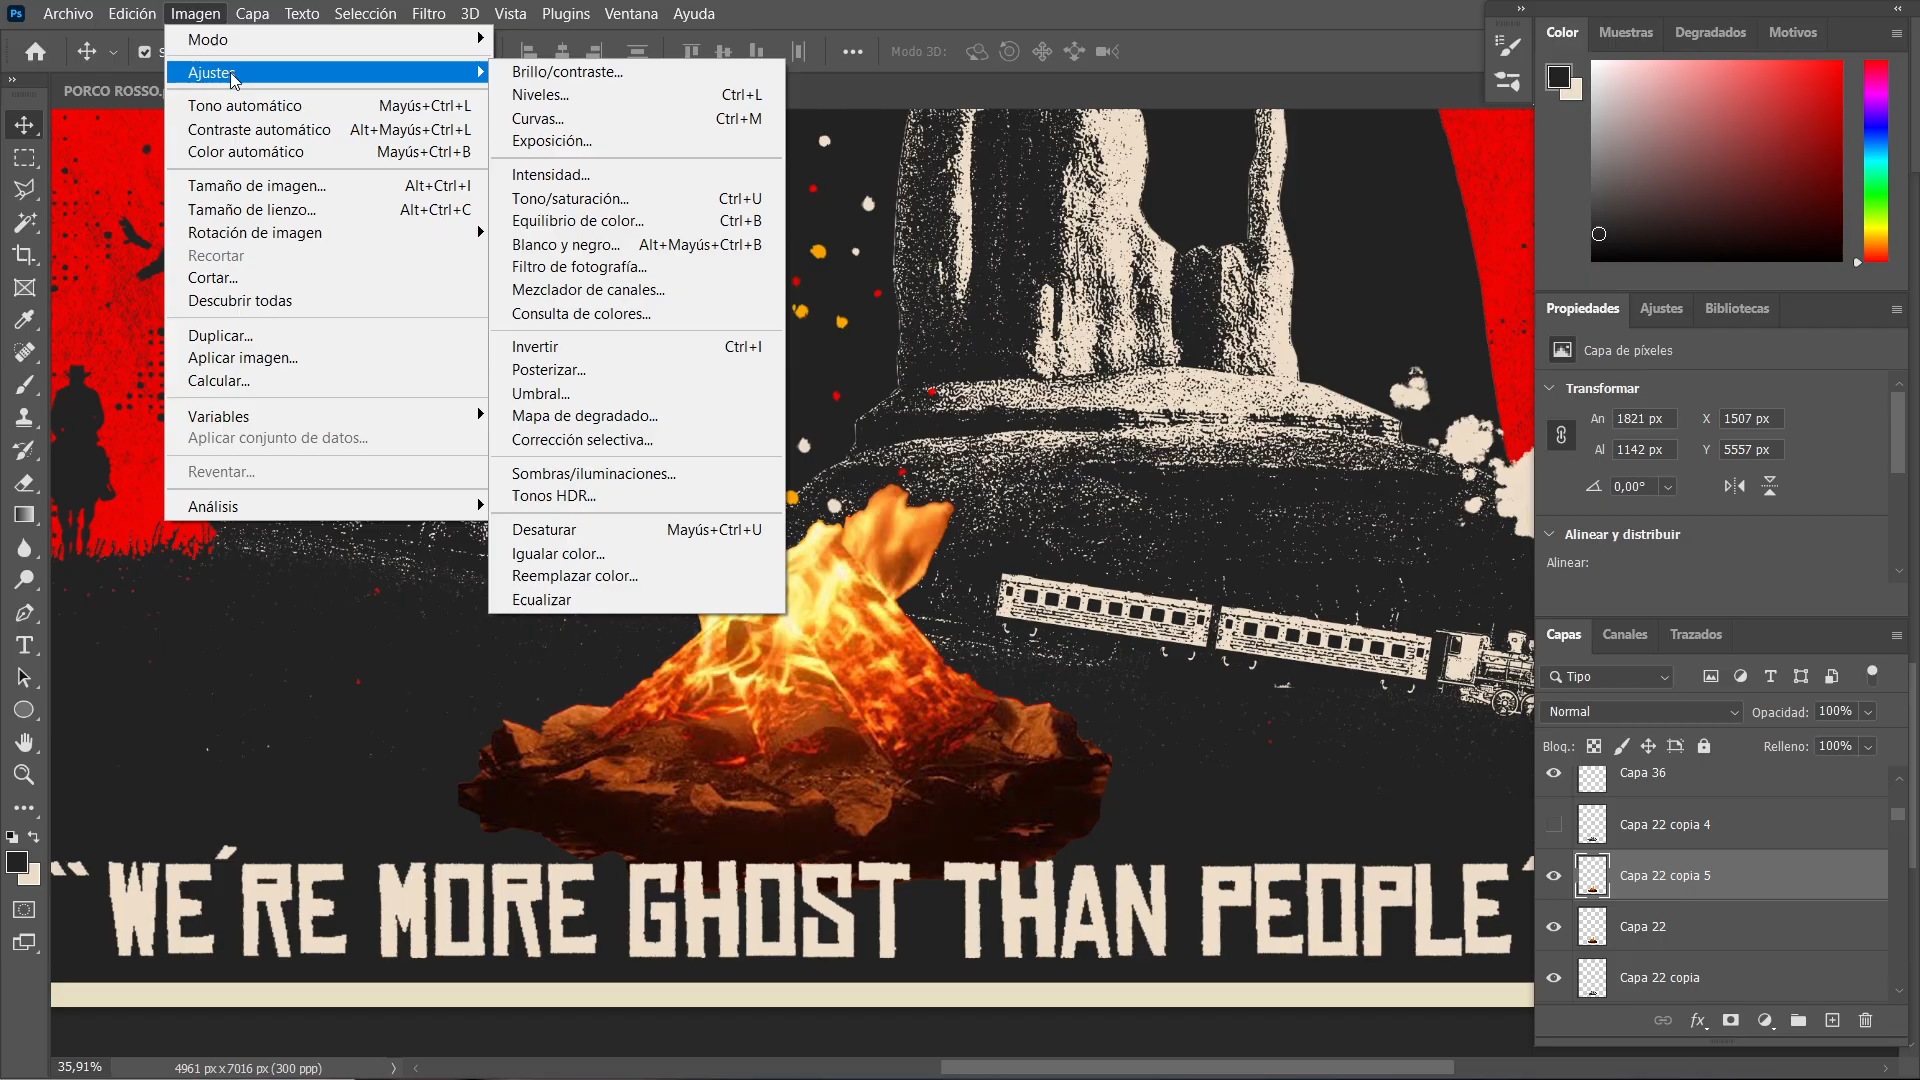 Ps Archivo Edición Imagen Capa Texto Selección Filtro 3D Vista Plugins Ventana Ayuda
Modo
Ajustes
Tono automático Mayús+Ctrl+L
Contraste automático Alt+Mayús+Ctrl+L
Color automático Mayús+Ctrl+B
Tamaño de imagen... Alt+Ctrl+I
Tamaño de lienzo... Alt+Ctrl+C
Rotación de imagen
Recortar
Cortar...
Descubrir todas
Duplicar...
Aplicar imagen...
Calcular...
Variables
Aplicar conjunto de datos...
Reventar...
Análisis
Brillo/contraste...
Niveles... Ctrl+L
Curvas... Ctrl+M
Exposición...
Intensidad...
Tono/saturación... Ctrl+U
Equilibrio de color... Ctrl+B
Blanco y negro... Alt+Mayús+Ctrl+B
Filtro de fotografía...
Mezclador de canales...
Consulta de colores...
Invertir Ctrl+I
Posterizar...
Umbral...
Mapa de degradado...
Corrección selectiva...
Sombras/iluminaciones...
Tonos HDR...
Desaturar Mayús+Ctrl+U
Igualar color...
Reemplazar color...
Ecualizar
Modo 3D:
PORCO ROSSO.
Color Muestras Degradados Motivos
Propiedades Ajustes Bibliotecas
Capa de píxeles
Transformar
An 1821 px X 1507 px
Al 1142 px Y 5557 px
0,00°
Alinear y distribuir
Alinear:
Capas Canales Trazados
Tipo
Normal Opacidad: 100%
Bloq.: Relleno: 100%
Capa 36
Capa 22 copia 4
Capa 22 copia 5
Capa 22
Capa 22 copia
fx
WE´RE MORE GHOST THAN PEOPLE
35,91% 4961 px x 7016 px (300 ppp)